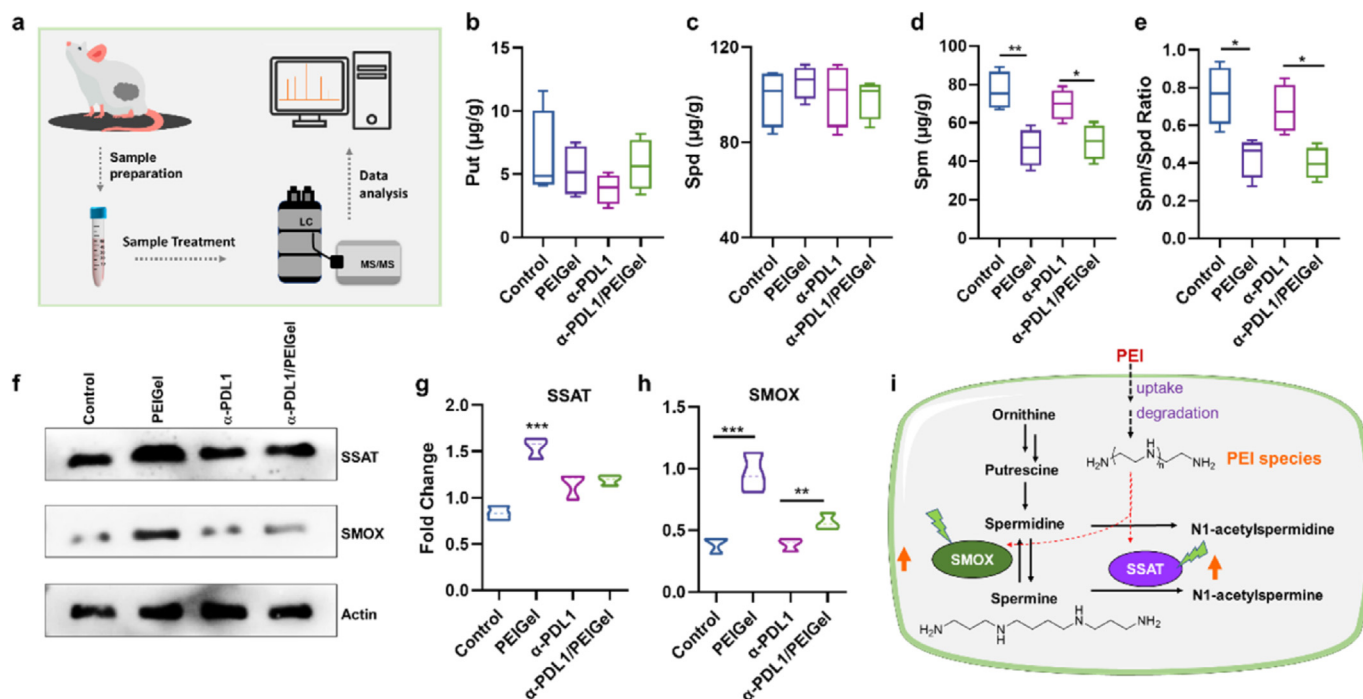 a
Sample
preparation
Sample Treatment
LC
MS/MS
Data
analysis
b
Put (µg/g)
15
10
5
0
Control
PEIGel
α-PDL1
α-PDL1/PEIGel
c
Spd (µg/g)
120
80
40
Control
PEIGel
α-PDL1
α-PDL1/PEIGel
d
Spm (µg/g)
100
80
60
40
20
0
**
*
Control
PEIGel
α-PDL1
α-PDL1/PEIGel
e
Spm/Spd Ratio
1.0
0.8
0.6
0.4
0.2
0.0
*
*
Control
PEIGel
α-PDL1
α-PDL1/PEIGel
f
Control
PEIGel
α-PDL1
α-PDL1/PEIGel
SSAT
SMOX
Actin
g
SSAT
Fold Change
2.0
1.5
1.0
0.5
0.0
***
Control
PEIGel
α-PDL1
α-PDL1/PEIGel
h
SMOX
1.5
1.0
0.5
0.0
***
**
Control
PEIGel
α-PDL1
α-PDL1/PEIGel
i
PEI
uptake
degradation
Ornithine
Putrescine
Spermidine
Spermine
H₂N
H
N
n
NH₂
PEI species
N1-acetylspermidine
SMOX
SSAT
N1-acetylspermine
H₂N
N
H
H
N
NH₂